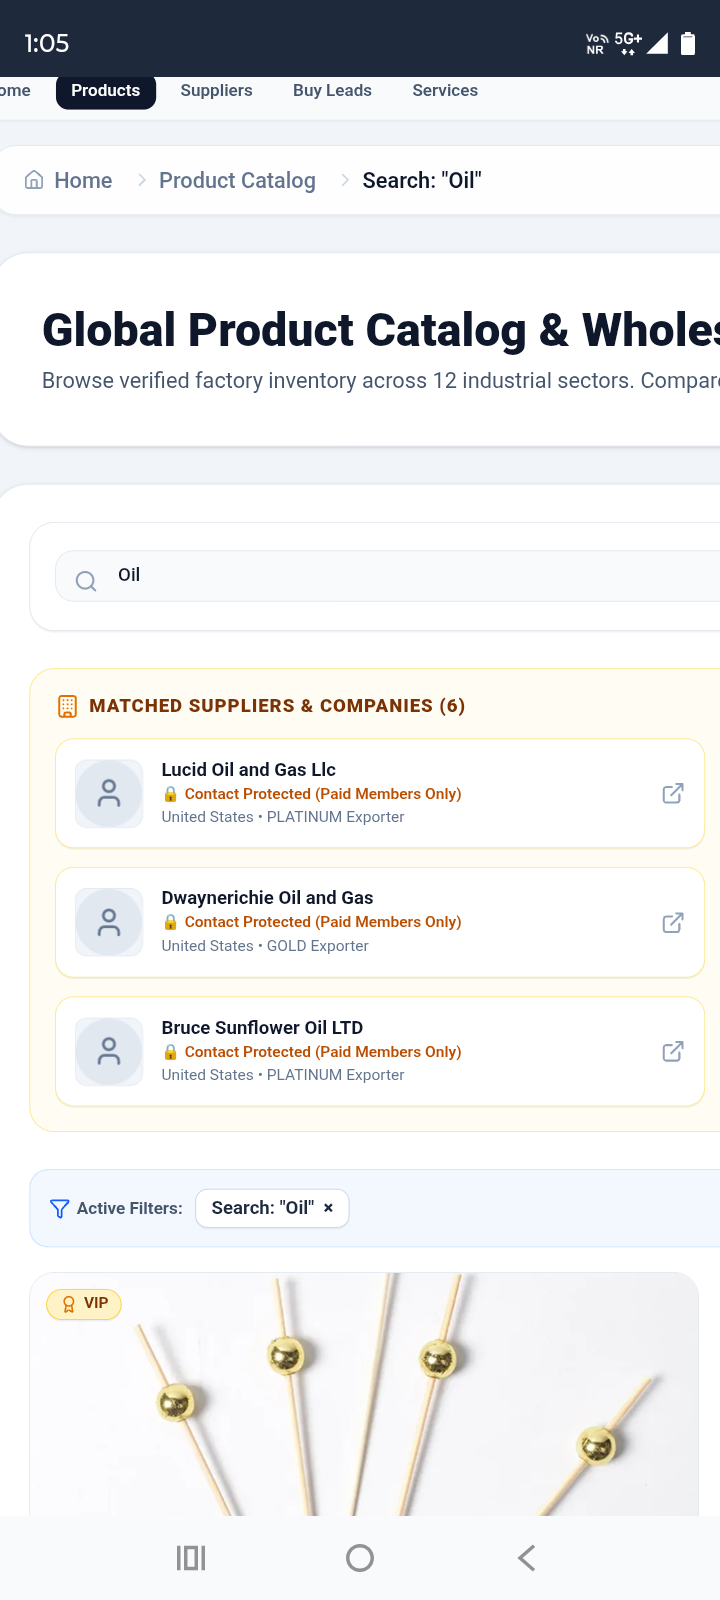 1:05
Vo NR 5G+
ome Products Suppliers Buy Leads Services
Home Product Catalog Search: "Oil"
Global Product Catalog & Wholes
Browse verified factory inventory across 12 industrial sectors. Compare
Oil
MATCHED SUPPLIERS & COMPANIES (6)
Lucid Oil and Gas Llc
🔒 Contact Protected (Paid Members Only)
United States • PLATINUM Exporter
Dwaynerichie Oil and Gas
🔒 Contact Protected (Paid Members Only)
United States • GOLD Exporter
Bruce Sunflower Oil LTD
🔒 Contact Protected (Paid Members Only)
United States • PLATINUM Exporter
Active Filters: Search: "Oil" ×
VIP